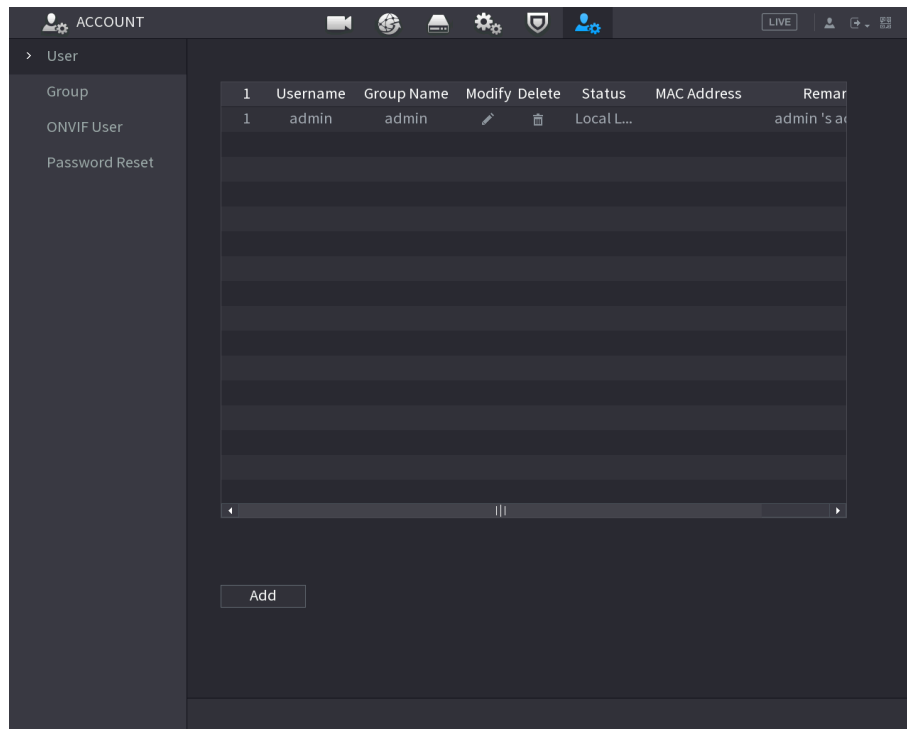 ACCOUNT LIVE
User
Group
ONVIF User
Password Reset
1 Username Group Name Modify Delete Status MAC Address Remar
1 admin admin Local L... admin 's a
Add